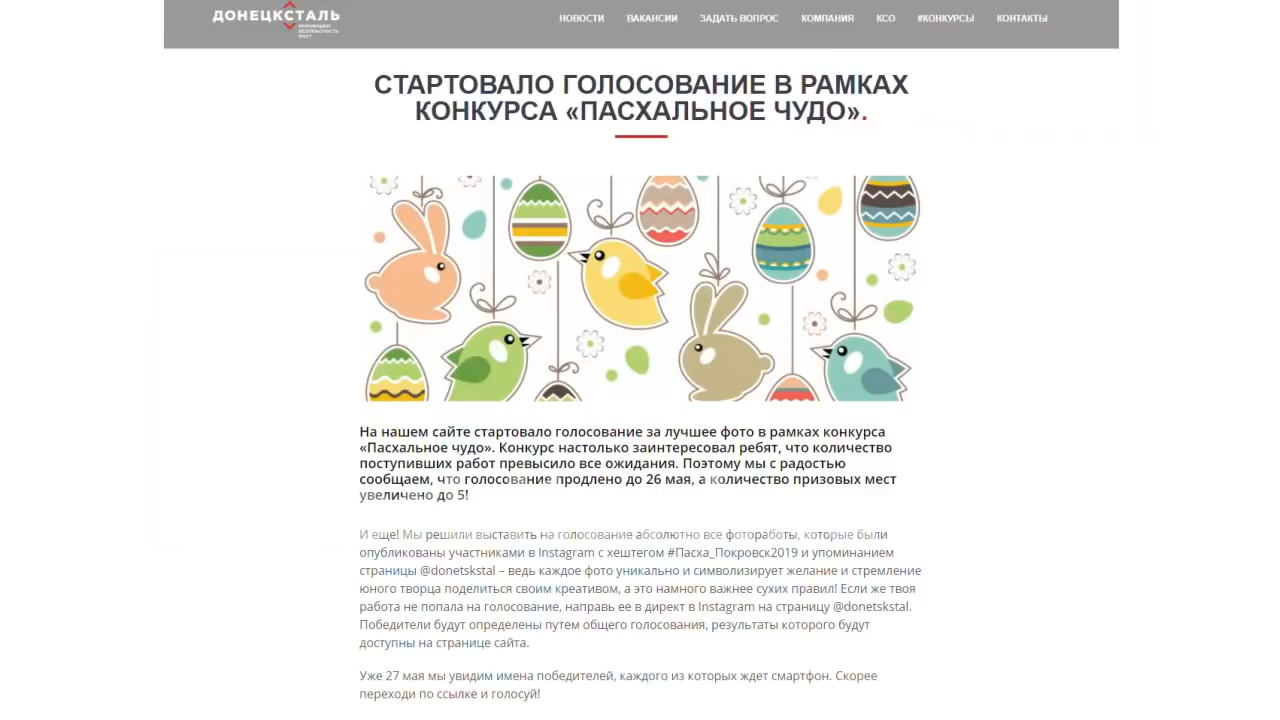 ДОНЕЦКСТАЛЬ
ИННОВАЦИИ.
БЕЗОПАСНОСТЬ.
РОСТ.
НОВОСТИ ВАКАНСИИ ЗАДАТЬ ВОПРОС КОМПАНИЯ КСО #КОНКУРСЫ КОНТАКТЫ
СТАРТОВАЛО ГОЛОСОВАНИЕ В РАМКАХ
КОНКУРСА «ПАСХАЛЬНОЕ ЧУДО».
На нашем сайте стартовало голосование за лучшее фото в рамках конкурса
«Пасхальное чудо». Конкурс настолько заинтересовал ребят, что количество
поступивших работ превысило все ожидания. Поэтому мы с радостью
сообщаем, что голосование продлено до 26 мая, а количество призовых мест
увеличено до 5!
И еще! Мы решили выставить на голосование абсолютно все фотоработы, которые были
опубликованы участниками в Instagram с хештегом #Пасха_Покровск2019 и упоминанием
страницы @donetskstal – ведь каждое фото уникально и символизирует желание и стремление
юного творца поделиться своим креативом, а это намного важнее сухих правил! Если же твоя
работа не попала на голосование, направь ее в директ в Instagram на страницу @donetskstal.
Победители будут определены путем общего голосования, результаты которого будут
доступны на странице сайта.
Уже 27 мая мы увидим имена победителей, каждого из которых ждет смартфон. Скорее
переходи по ссылке и голосуй!